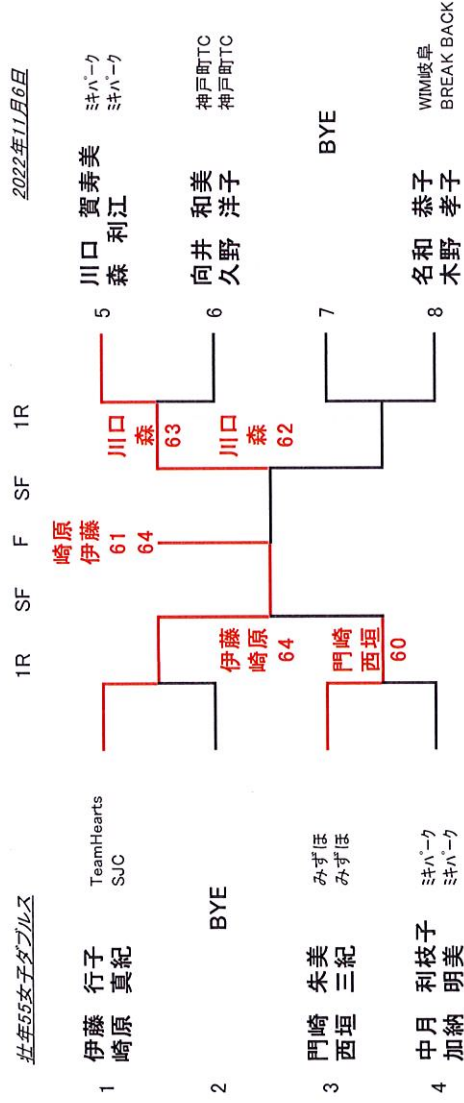 壮年55女子ダブルス
2022年11月6日
1R SF F SF 1R
1 伊藤 行子 TeamHearts
崎原 真紀 SJC
2 BYE
3 門崎 朱美 みずほ
西垣 三紀 みずほ
4 中月 利枝子 ミキパーク
加納 明美 ミキパーク
伊藤
崎原
64
門崎
西垣
60
崎原
伊藤
61
64
川口
森
63
川口
森
62
5 川口 賀寿美 ミキパーク
森 利江 ミキパーク
6 向井 和美 神戸町TC
久野 洋子 神戸町TC
7 BYE
8 名和 恭子 WIM岐阜
木野 孝子 BREAK BACK